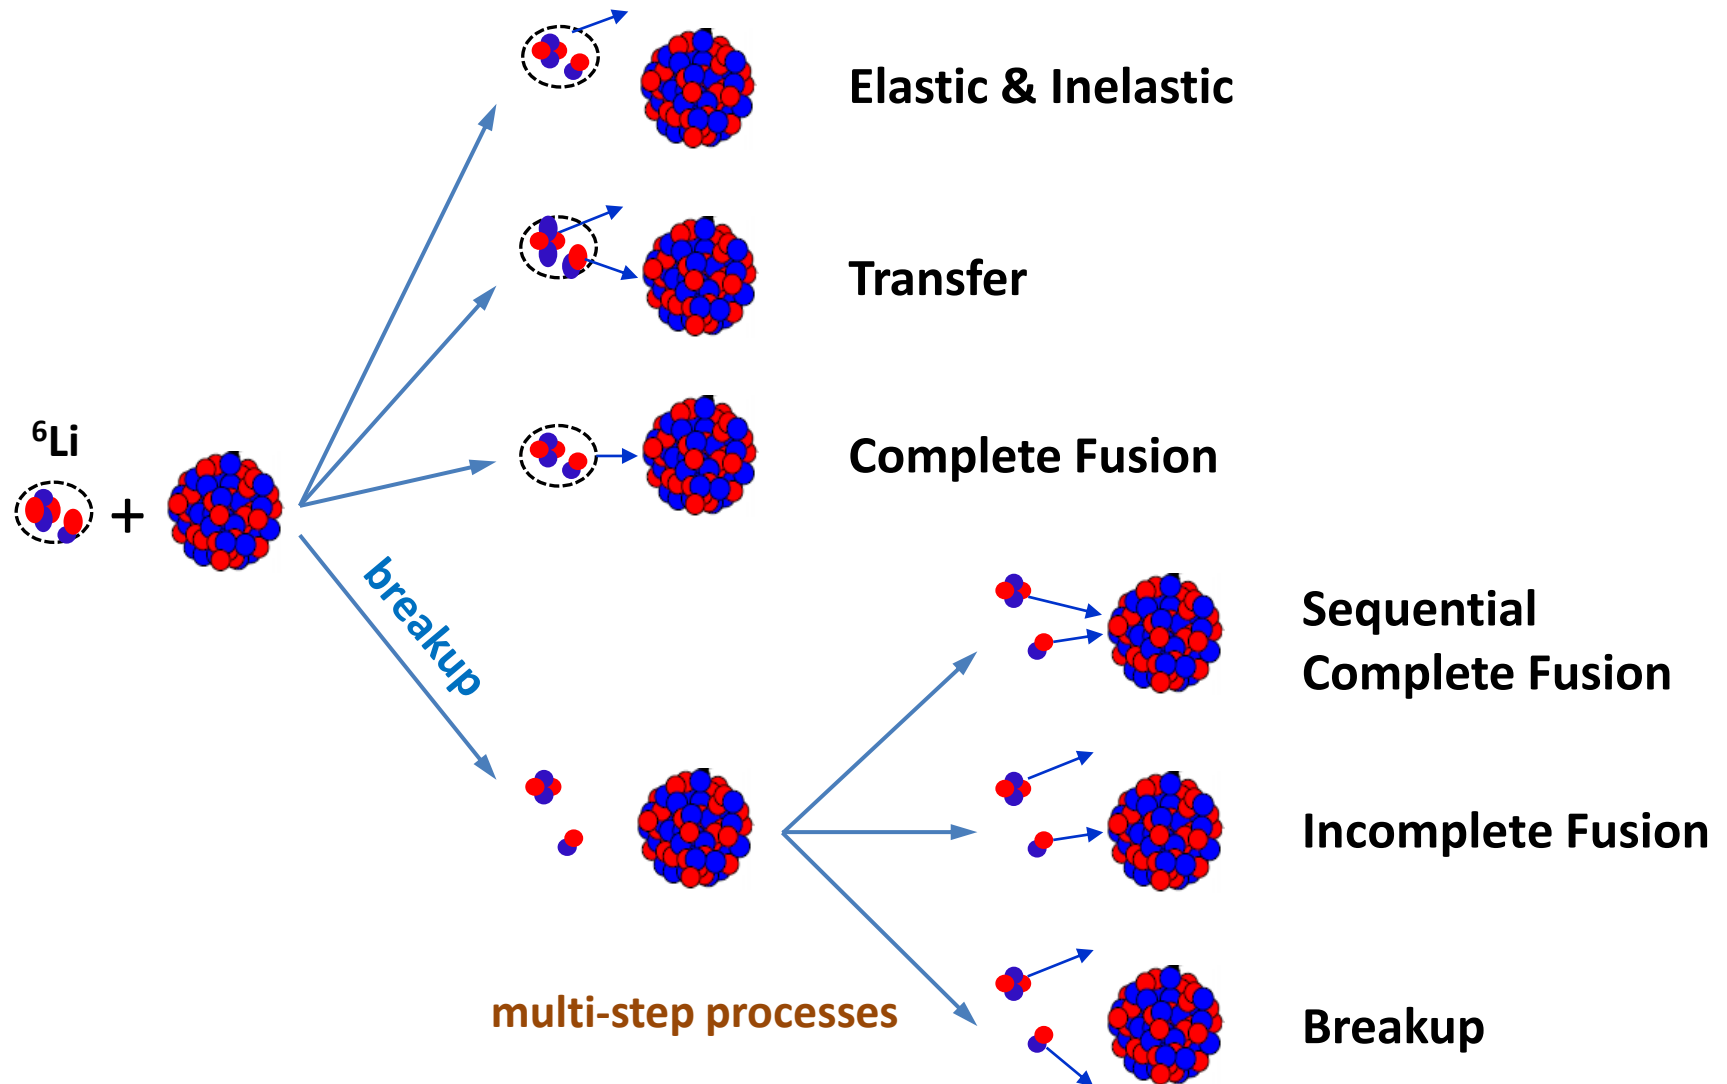 Elastic & Inelastic
Transfer
Complete Fusion
⁶Li
+
breakup
Sequential
Complete Fusion
Incomplete Fusion
Breakup
multi-step processes